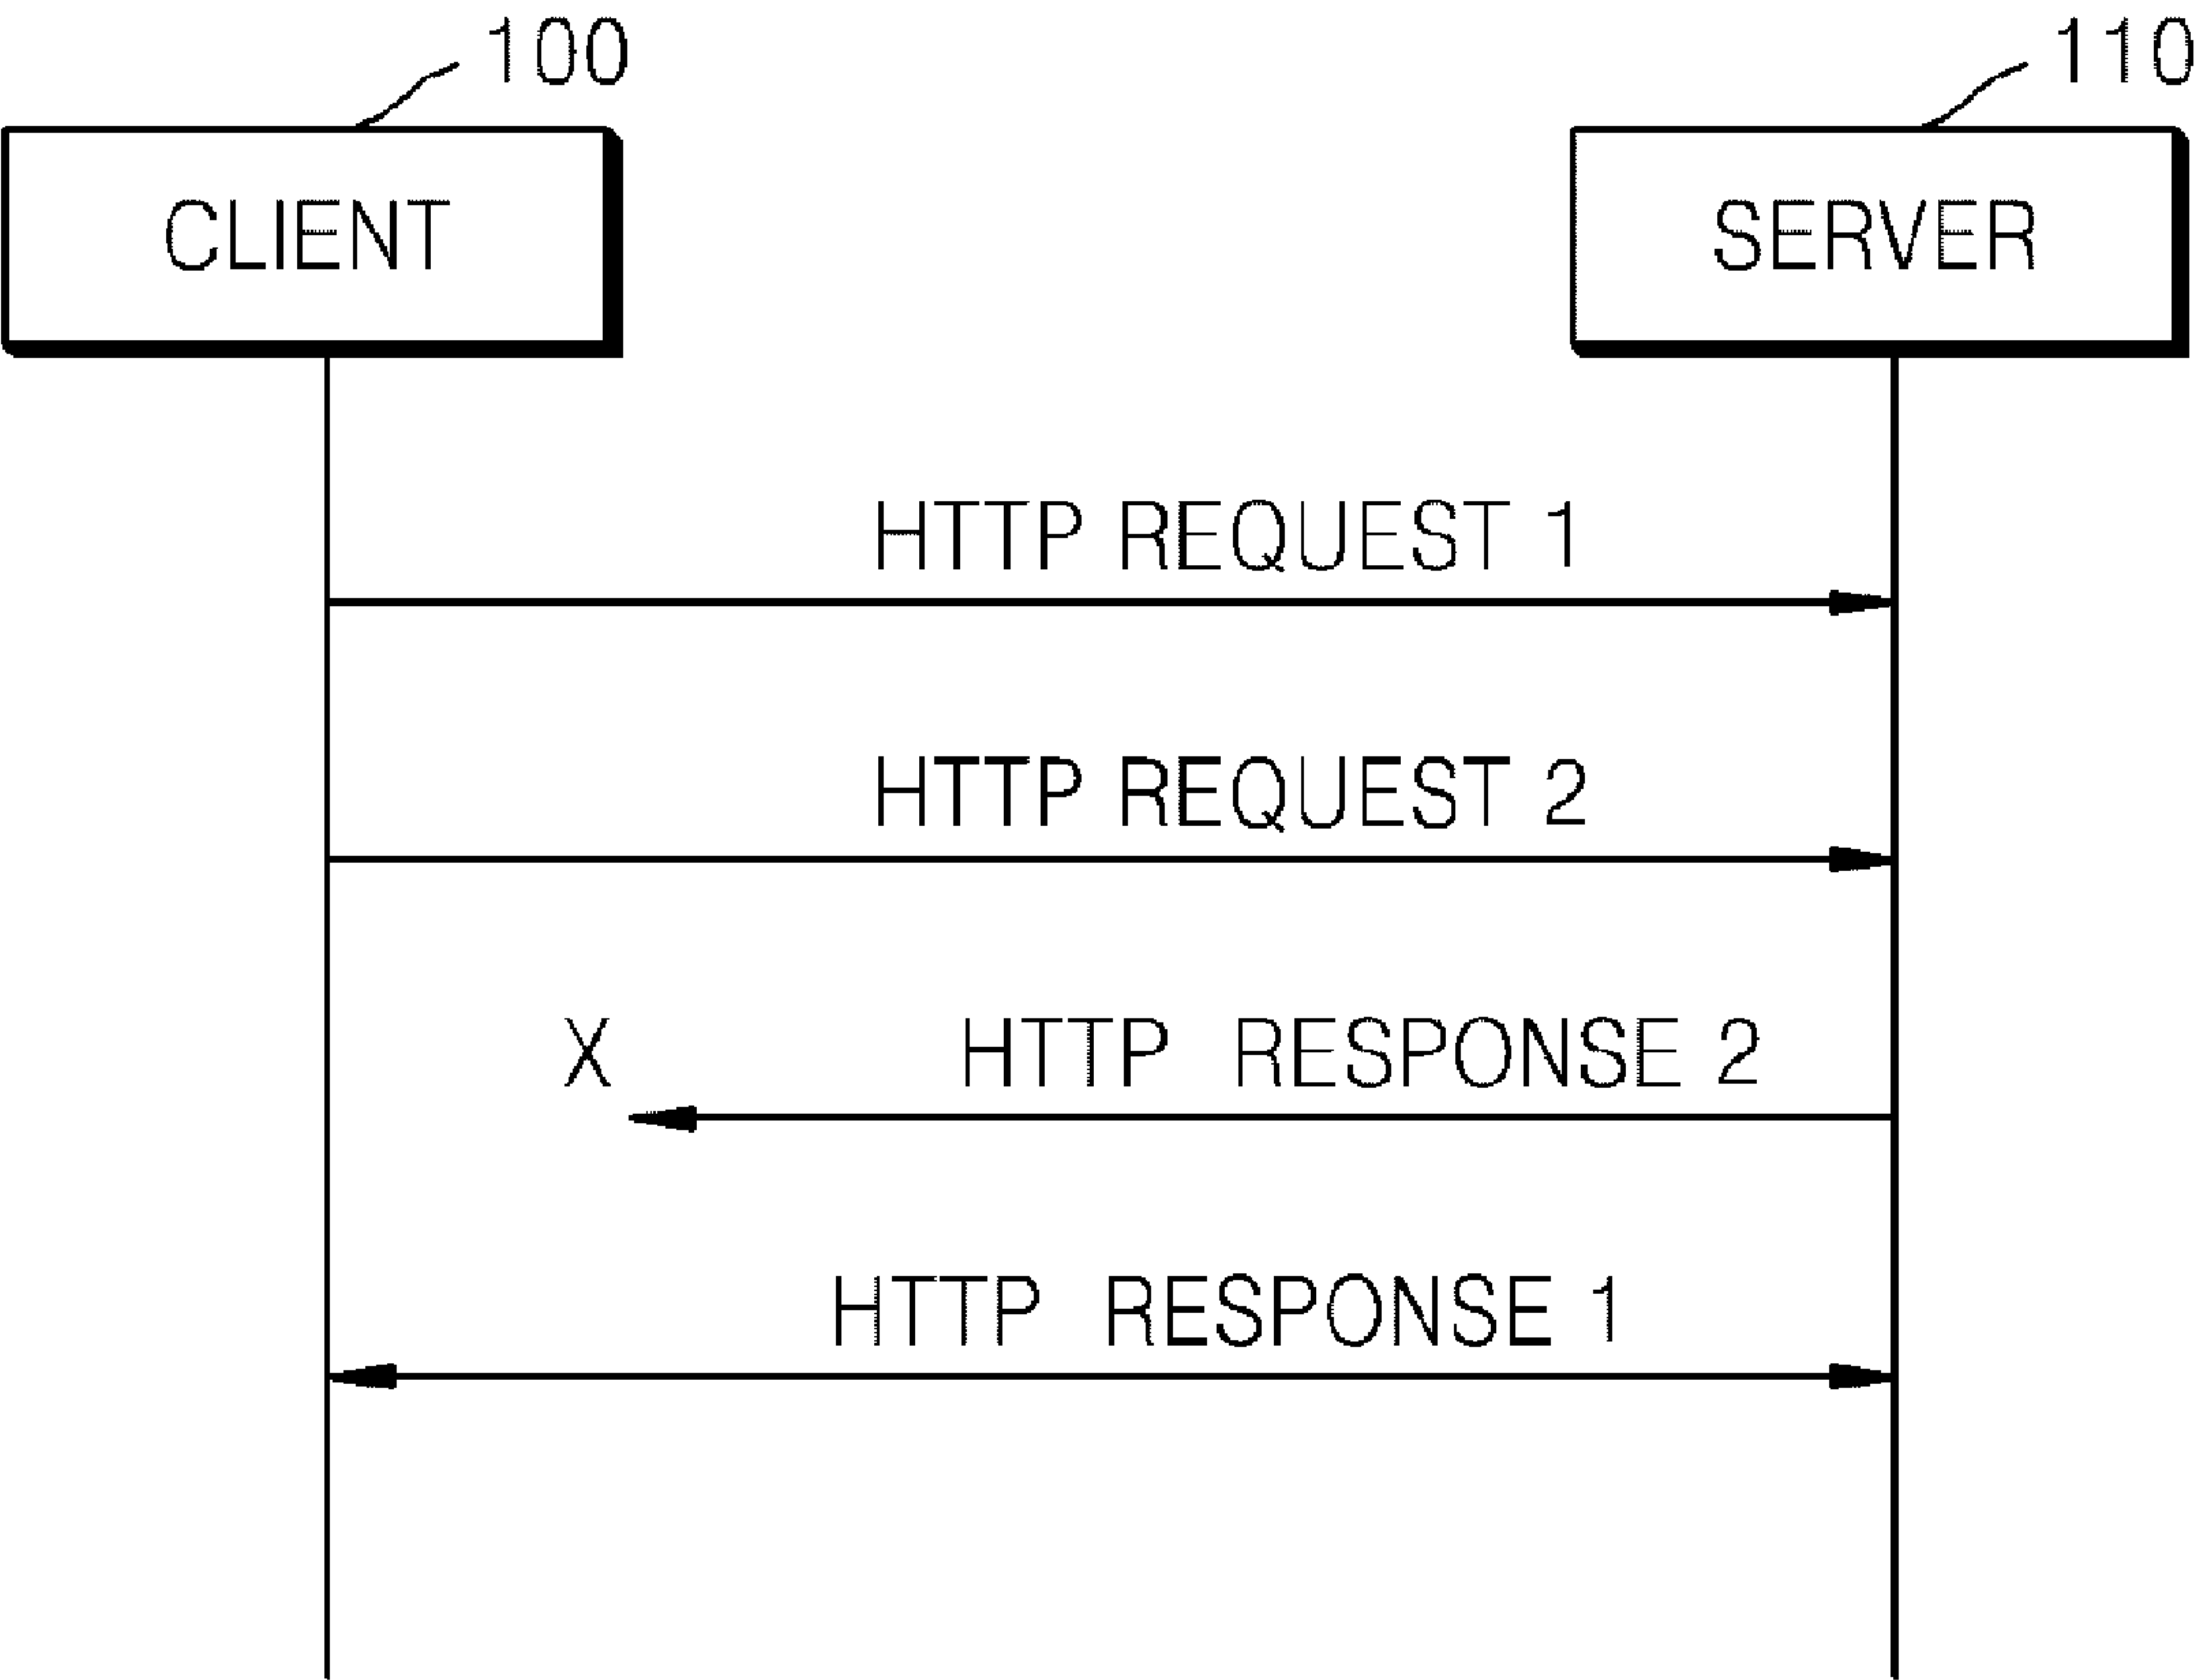 100
110
CLIENT
SERVER
HTTP REQUEST 1
HTTP REQUEST 2
X
HTTP RESPONSE 2
HTTP RESPONSE 1